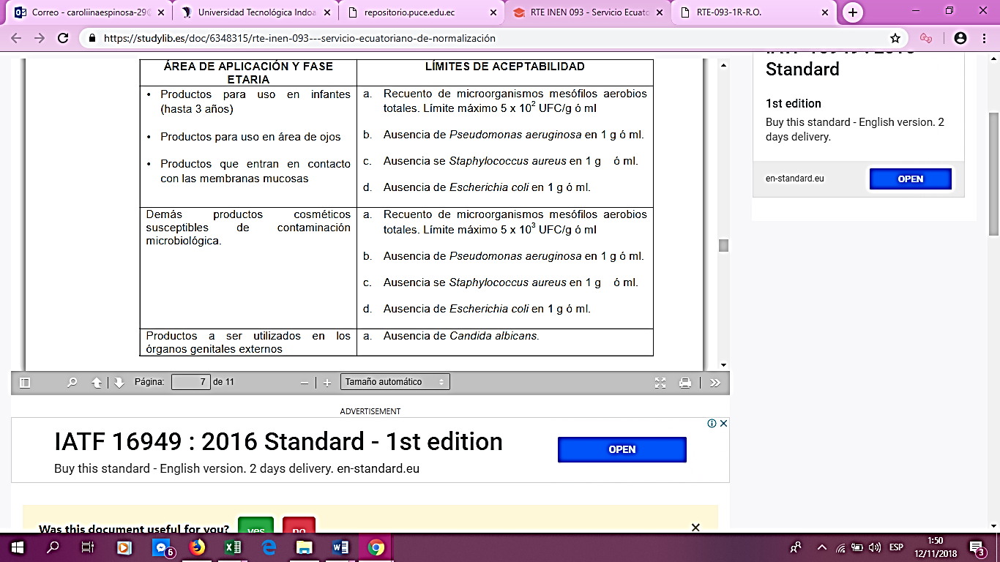 Correo - caroliinaespinosa-29@
Universidad Tecnológica Indoa
repositorio.puce.edu.ec
RTE INEN 093 - Servicio Ecuato
RTE-093-1R-R.O.
https://studylib.es/doc/6348315/rte-inen-093---servicio-ecuatoriano-de-normalización
ÁREA DE APLICACIÓN Y FASE
ETARIA
LÍMITES DE ACEPTABILIDAD
• Productos para uso en infantes
(hasta 3 años)
• Productos para uso en área de ojos
• Productos que entran en contacto
con las membranas mucosas
a. Recuento de microorganismos mesófilos aerobios
totales. Límite máximo 5 x 10² UFC/g ó ml
b. Ausencia de Pseudomonas aeruginosa en 1 g ó ml.
c. Ausencia se Staphylococcus aureus en 1 g ó ml.
d. Ausencia de Escherichia coli en 1 g ó ml.
Demás productos cosméticos
susceptibles de contaminación
microbiológica.
a. Recuento de microorganismos mesófilos aerobios
totales. Límite máximo 5 x 10³ UFC/g ó ml
b. Ausencia de Pseudomonas aeruginosa en 1 g ó ml.
c. Ausencia se Staphylococcus aureus en 1 g ó ml.
d. Ausencia de Escherichia coli en 1 g ó ml.
Productos a ser utilizados en los
órganos genitales externos
a. Ausencia de Candida albicans.
Página: 7 de 11
Tamaño automático
IATF 16949 : 2016
Standard
1st edition
Buy this standard - English version. 2
days delivery.
en-standard.eu
OPEN
ADVERTISEMENT
IATF 16949 : 2016 Standard - 1st edition
Buy this standard - English version. 2 days delivery. en-standard.eu
OPEN
Was this document useful for you?
yes
no
6
ESP
1:50
12/11/2018
3